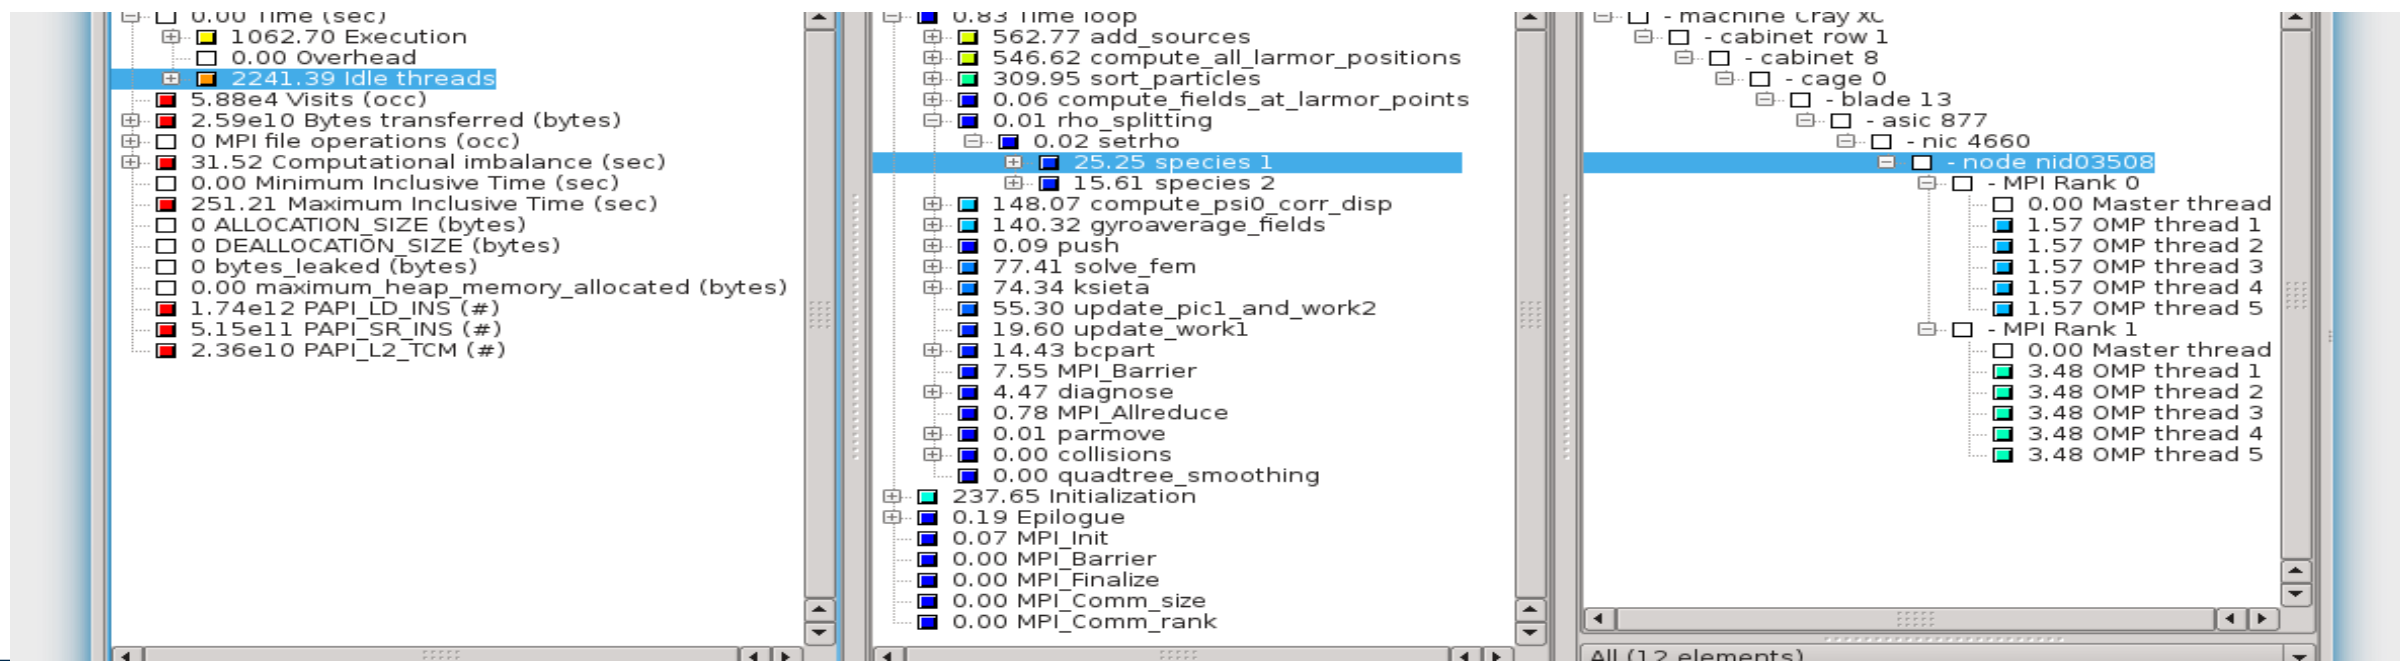 0.00 Time (sec)
1062.70 Execution
0.00 Overhead
2241.39 Idle threads
5.88e4 Visits (occ)
2.59e10 Bytes transferred (bytes)
0 MPI file operations (occ)
31.52 Computational imbalance (sec)
0.00 Minimum Inclusive Time (sec)
251.21 Maximum Inclusive Time (sec)
0 ALLOCATION_SIZE (bytes)
0 DEALLOCATION_SIZE (bytes)
0 bytes_leaked (bytes)
0.00 maximum_heap_memory_allocated (bytes)
1.74e12 PAPI_LD_INS (#)
5.15e11 PAPI_SR_INS (#)
2.36e10 PAPI_L2_TCM (#)
0.83 Time loop
562.77 add_sources
546.62 compute_all_larmor_positions
309.95 sort_particles
0.06 compute_fields_at_larmor_points
0.01 rho_splitting
0.02 setrho
25.25 species 1
15.61 species 2
148.07 compute_psi0_corr_disp
140.32 gyroaverage_fields
0.09 push
77.41 solve_fem
74.34 ksieta
55.30 update_pic1_and_work2
19.60 update_work1
14.43 bcpart
7.55 MPI_Barrier
4.47 diagnose
0.78 MPI_Allreduce
0.01 parmove
0.00 collisions
0.00 quadtree_smoothing
237.65 Initialization
0.19 Epilogue
0.07 MPI_Init
0.00 MPI_Barrier
0.00 MPI_Finalize
0.00 MPI_Comm_size
0.00 MPI_Comm_rank
- machine Cray XC
- cabinet row 1
- cabinet 8
- cage 0
- blade 13
- asic 877
- nic 4660
- node nid03508
- MPI Rank 0
0.00 Master thread
1.57 OMP thread 1
1.57 OMP thread 2
1.57 OMP thread 3
1.57 OMP thread 4
1.57 OMP thread 5
- MPI Rank 1
0.00 Master thread
3.48 OMP thread 1
3.48 OMP thread 2
3.48 OMP thread 3
3.48 OMP thread 4
3.48 OMP thread 5
All (12 elements)